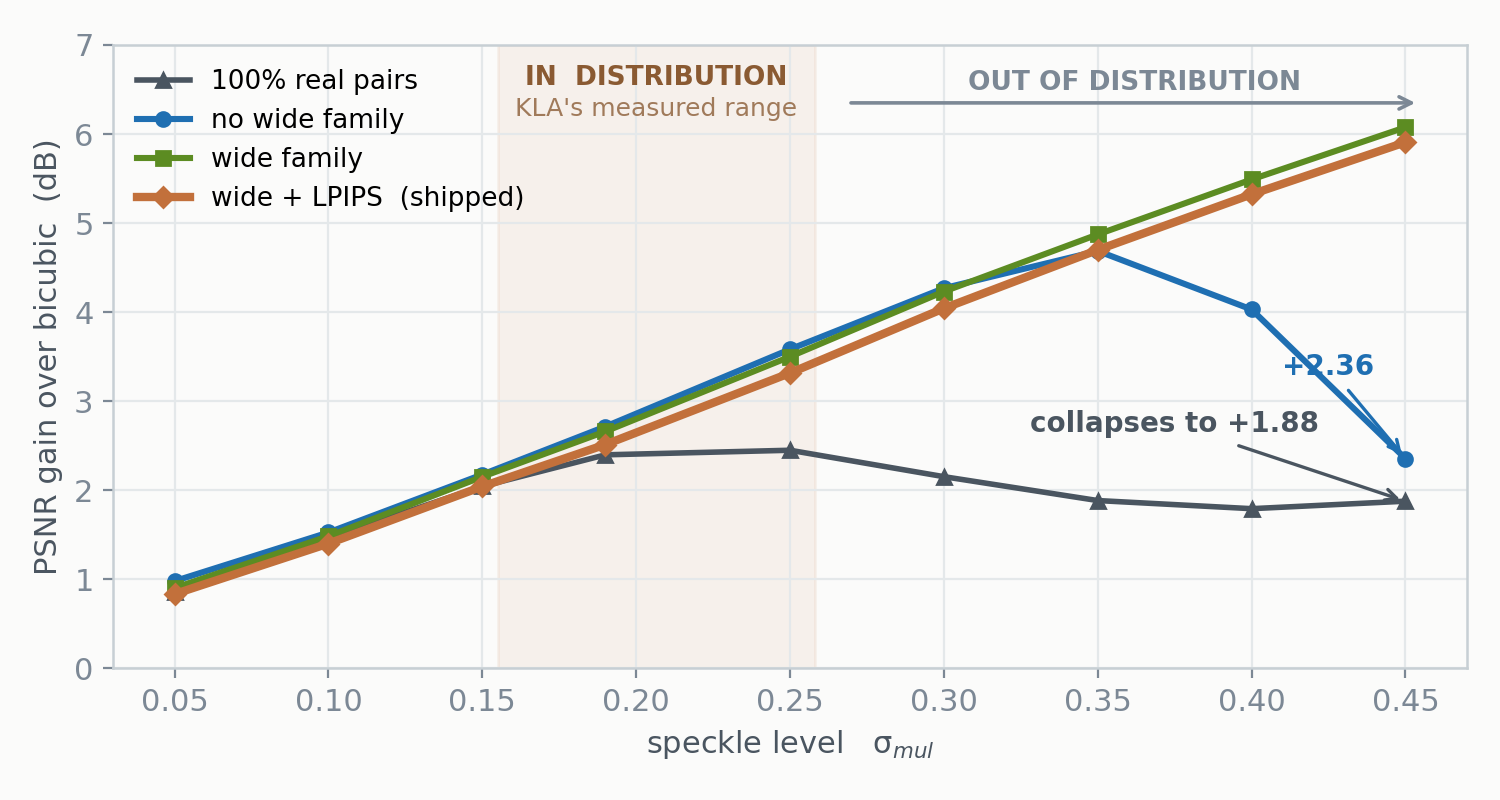 7
6
5
4
3
2
1
0
PSNR gain over bicubic (dB)
100% real pairs
no wide family
wide family
wide + LPIPS (shipped)
IN DISTRIBUTION
KLA's measured range
OUT OF DISTRIBUTION
+2.36
collapses to +1.88
0.05 0.10 0.15 0.20 0.25 0.30 0.35 0.40 0.45
speckle level σmul